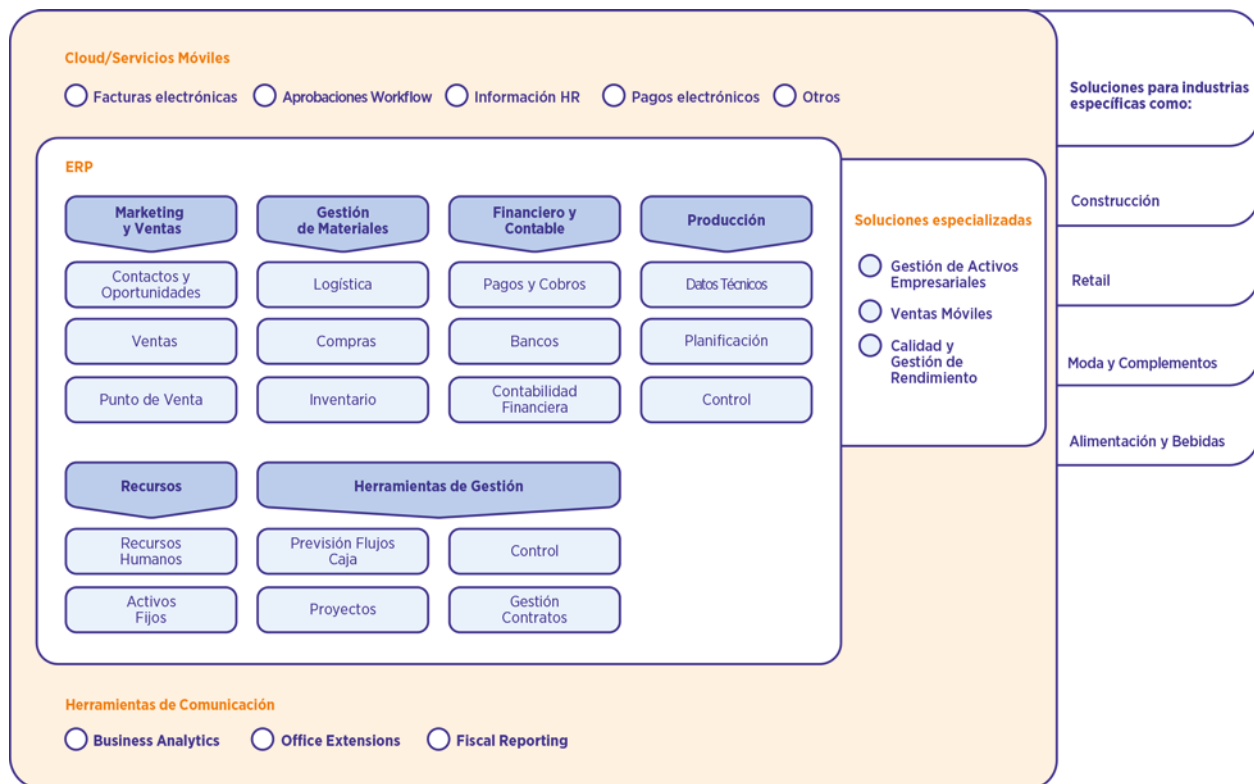 Cloud/Servicios Móviles
Facturas electrónicas
Aprobaciones Workflow
Información HR
Pagos electrónicos
Otros
ERP
Marketing
y Ventas
Contactos y
Oportunidades
Ventas
Punto de Venta
Gestión
de Materiales
Logística
Compras
Inventario
Financiero y
Contable
Pagos y Cobros
Bancos
Contabilidad
Financiera
Producción
Datos Técnicos
Planificación
Control
Recursos
Recursos
Humanos
Activos
Fijos
Herramientas de Gestión
Previsión Flujos
Caja
Control
Proyectos
Gestión
Contratos
Soluciones especializadas
Gestión de Activos
Empresariales
Ventas Móviles
Calidad y
Gestión de
Rendimiento
Soluciones para industrias
específicas como:
Construcción
Retail
Moda y Complementos
Alimentación y Bebidas
Herramientas de Comunicación
Business Analytics
Office Extensions
Fiscal Reporting